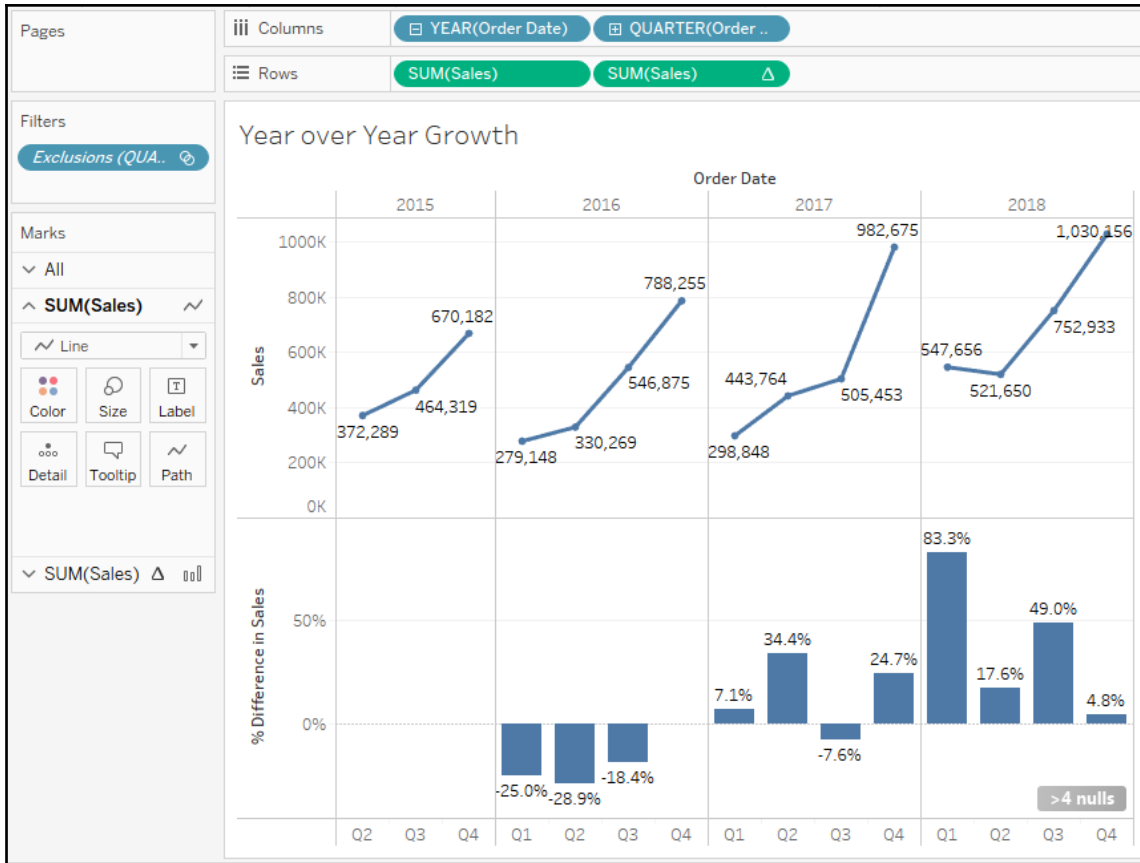 Pages
Columns
YEAR(Order Date)
QUARTER(Order ..
Rows
SUM(Sales)
SUM(Sales) Δ
Filters
Exclusions (QUA..
Marks
All
SUM(Sales)
Line
Color
Size
Label
Detail
Tooltip
Path
SUM(Sales) Δ
Year over Year Growth
Order Date
2015 2016 2017 2018
Sales
1000K
800K
600K
400K
200K
0K
372,289
464,319
670,182
279,148
330,269
546,875
788,255
298,848
443,764
505,453
982,675
547,656
521,650
752,933
1,030,156
% Difference in Sales
50%
0%
-25.0%
-28.9%
-18.4%
7.1%
34.4%
-7.6%
24.7%
83.3%
17.6%
49.0%
4.8%
>4 nulls
Q2 Q3 Q4 Q1 Q2 Q3 Q4 Q1 Q2 Q3 Q4 Q1 Q2 Q3 Q4